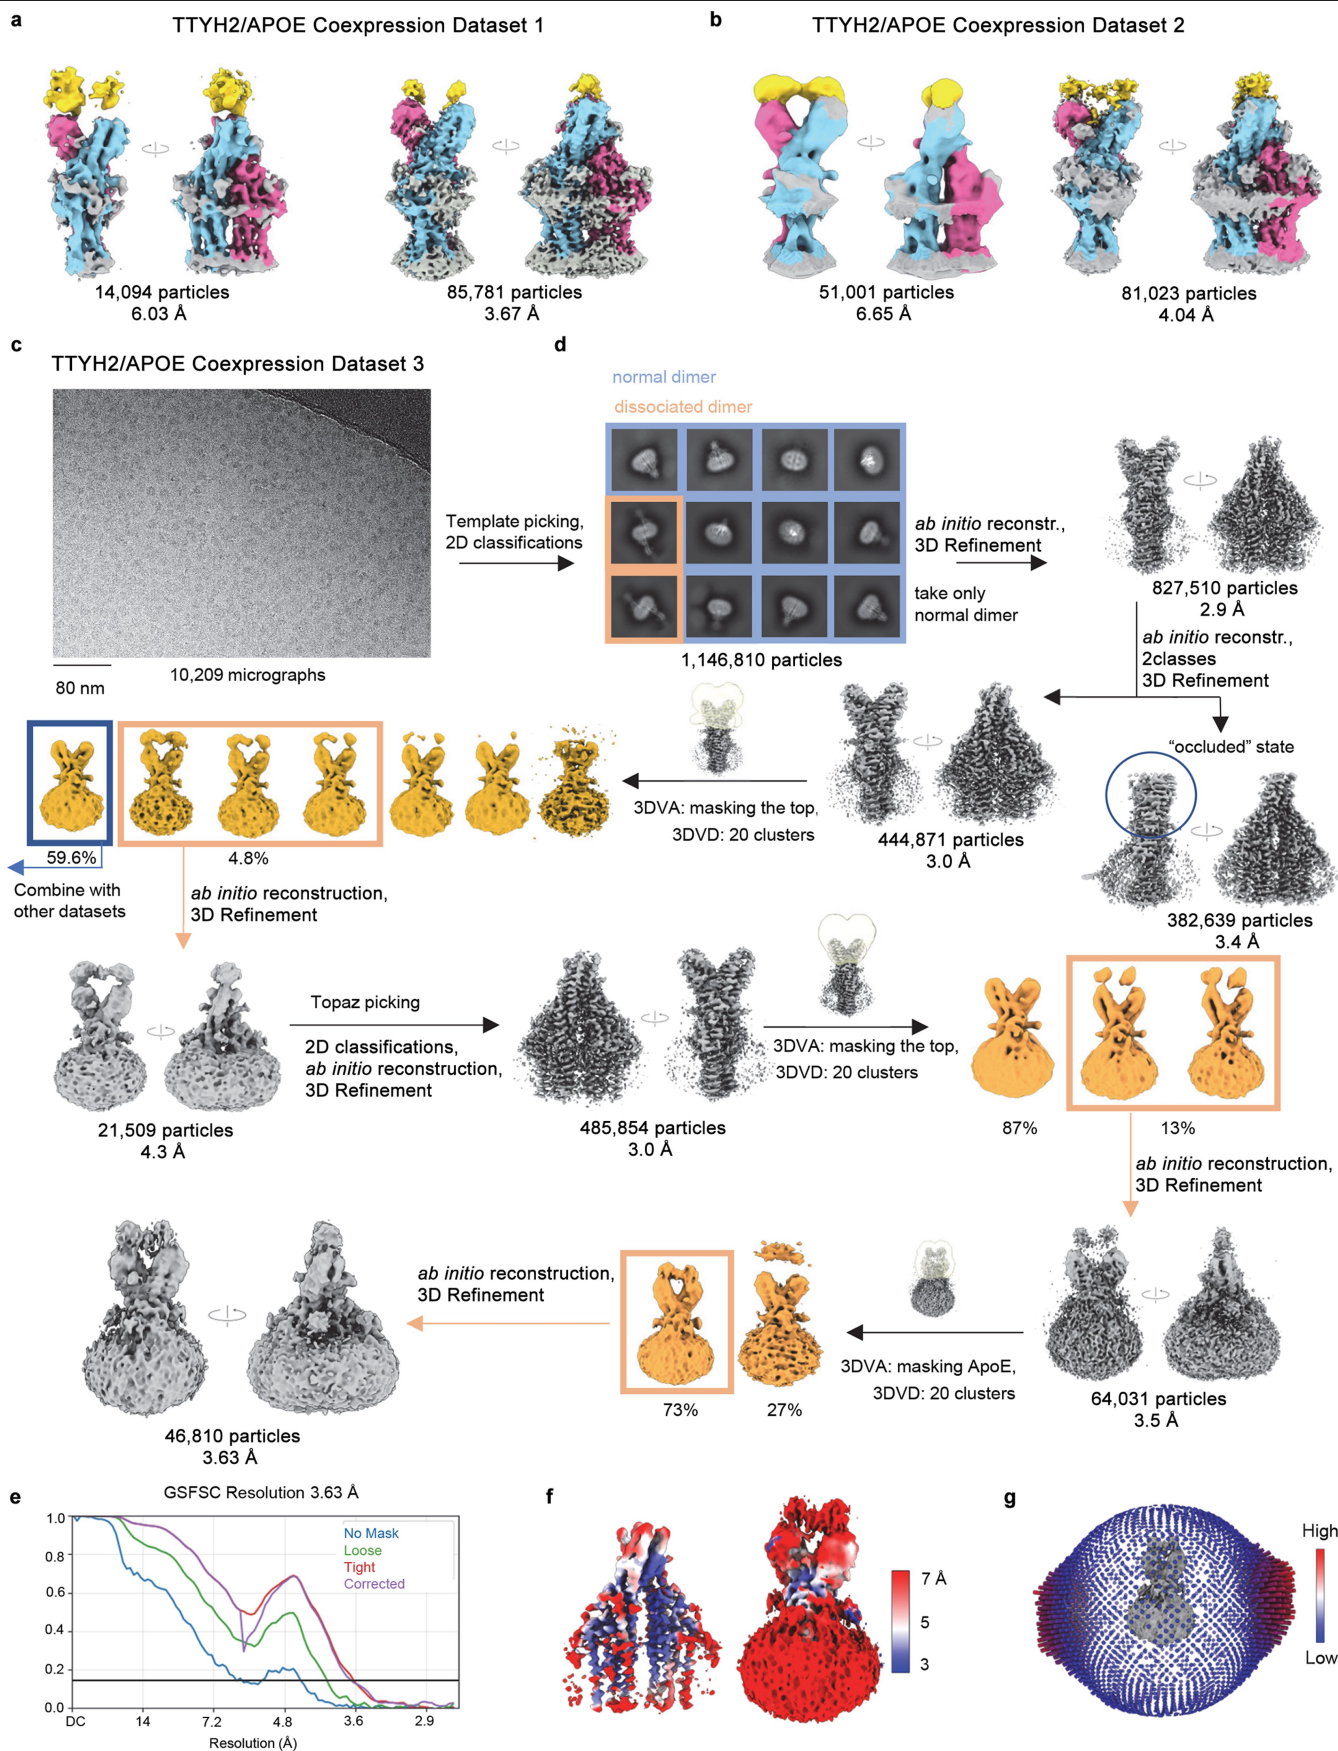 a
TTYH2/APOE Coexpression Dataset 1
14,094 particles
6.03 Å
85,781 particles
3.67 Å
b
TTYH2/APOE Coexpression Dataset 2
51,001 particles
6.65 Å
81,023 particles
4.04 Å
c
TTYH2/APOE Coexpression Dataset 3
80 nm
10,209 micrographs
Template picking,
2D classifications
d
normal dimer
dissociated dimer
1,146,810 particles
ab initio reconstr.,
3D Refinement
take only
normal dimer
827,510 particles
2.9 Å
ab initio reconstr.,
2classes
3D Refinement
“occluded” state
382,639 particles
3.4 Å
444,871 particles
3.0 Å
3DVA: masking the top,
3DVD: 20 clusters
59.6%
4.8%
Combine with
other datasets
ab initio reconstruction,
3D Refinement
21,509 particles
4.3 Å
Topaz picking
2D classifications,
ab initio reconstruction,
3D Refinement
485,854 particles
3.0 Å
3DVA: masking the top,
3DVD: 20 clusters
87%
13%
ab initio reconstruction,
3D Refinement
64,031 particles
3.5 Å
3DVA: masking ApoE,
3DVD: 20 clusters
73%
27%
ab initio reconstruction,
3D Refinement
46,810 particles
3.63 Å
e
GSFSC Resolution 3.63 Å
1.0
0.8
0.6
0.4
0.2
0.0
No Mask
Loose
Tight
Corrected
DC
14
7.2
4.8
3.6
2.9
Resolution (Å)
f
7 Å
5
3
g
High
Low